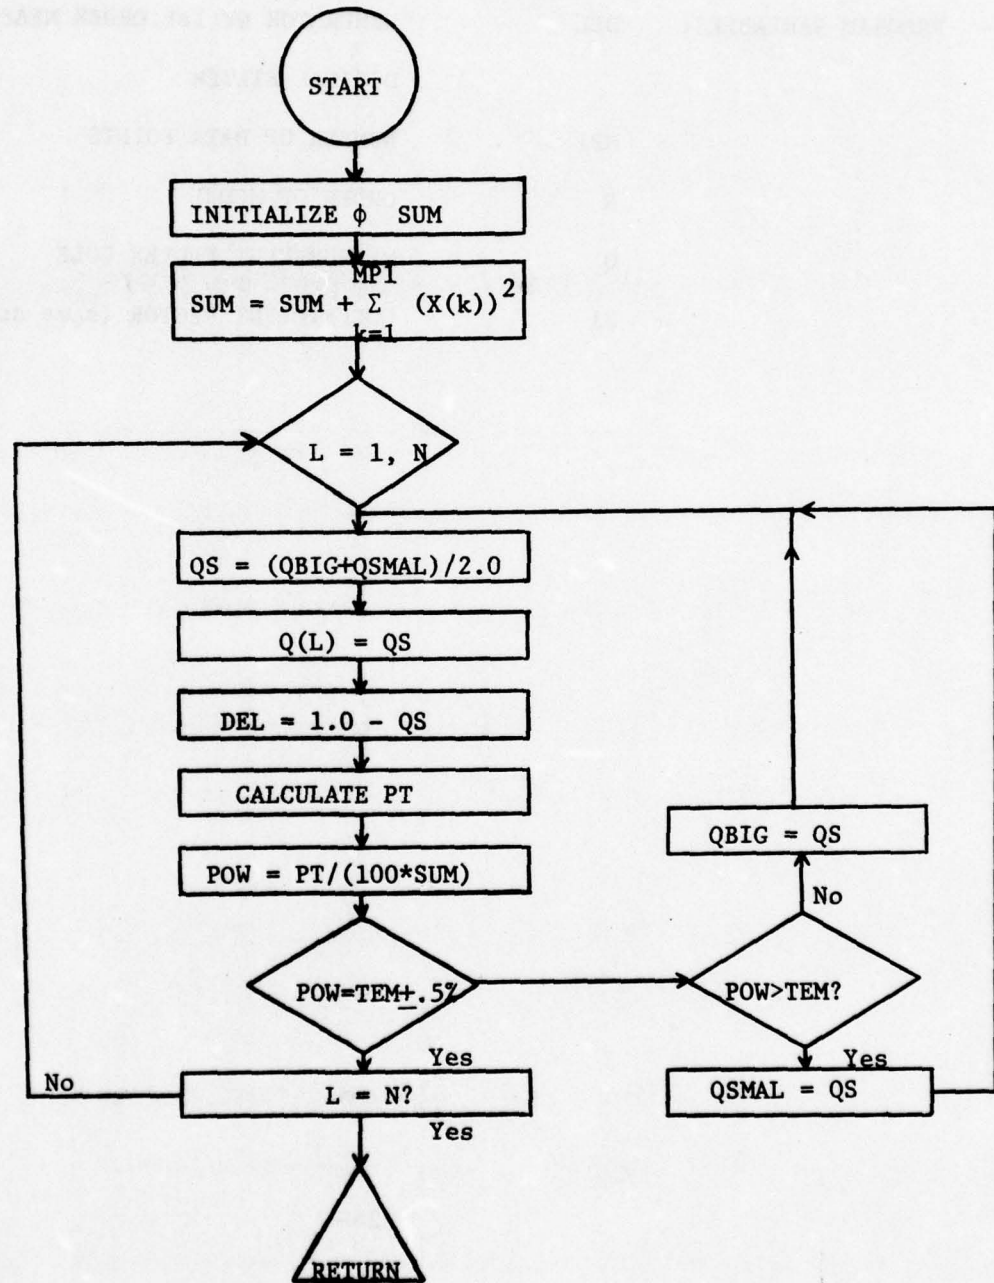 START
INITIALIZE ϕ SUM
MPI
SUM = SUM + Σ (X(k))²
k=1
L = 1, N
QS = (QBIG+QSMAL)/2.0
Q(L) = QS
DEL = 1.0 - QS
CALCULATE PT
QBIG = QS
POW = PT/(100*SUM)
No
POW=TEM±.5%
POW>TEM?
Yes
Yes
No
L = N?
QSMAL = QS
Yes
RETURN